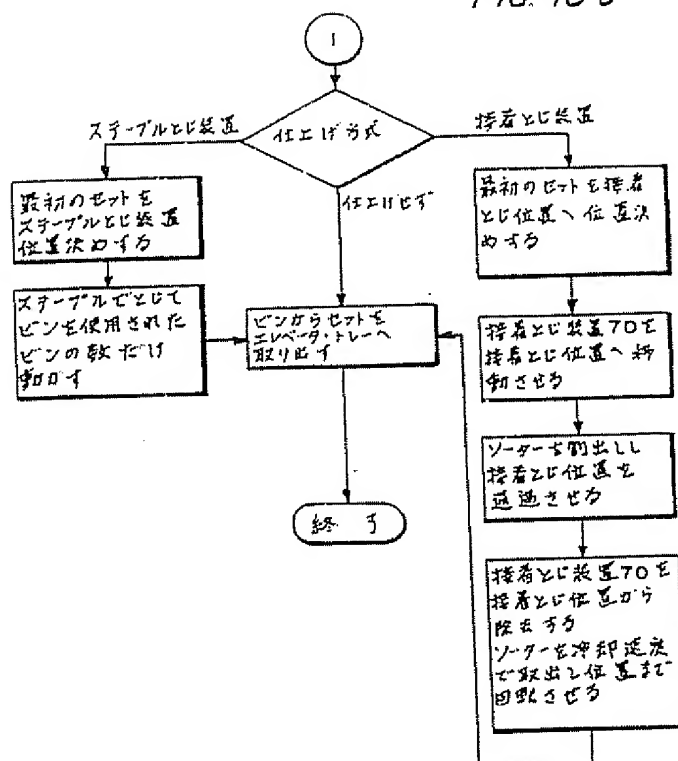 1
ステープルとじ装置
仕上げ方式
接着とじ装置
仕上げせず
最初のセットを
ステープルとじ装置
位置決めする
ステープルでとじて
ビンを使用された
ビンの数だけ
動かす
ビンからセットを
エレベータ・トレーへ
取り出す
終了
最初のセットを接着
とじ位置へ位置決
めする
接着とじ装置70を
接着とじ位置へ移
動させる
ソーターを割出しし
接着とじ位置を
通過させる
接着とじ装置70を
接着とじ位置から
除去する
ソーターを冷却速度
で取出し位置まで
回転させる